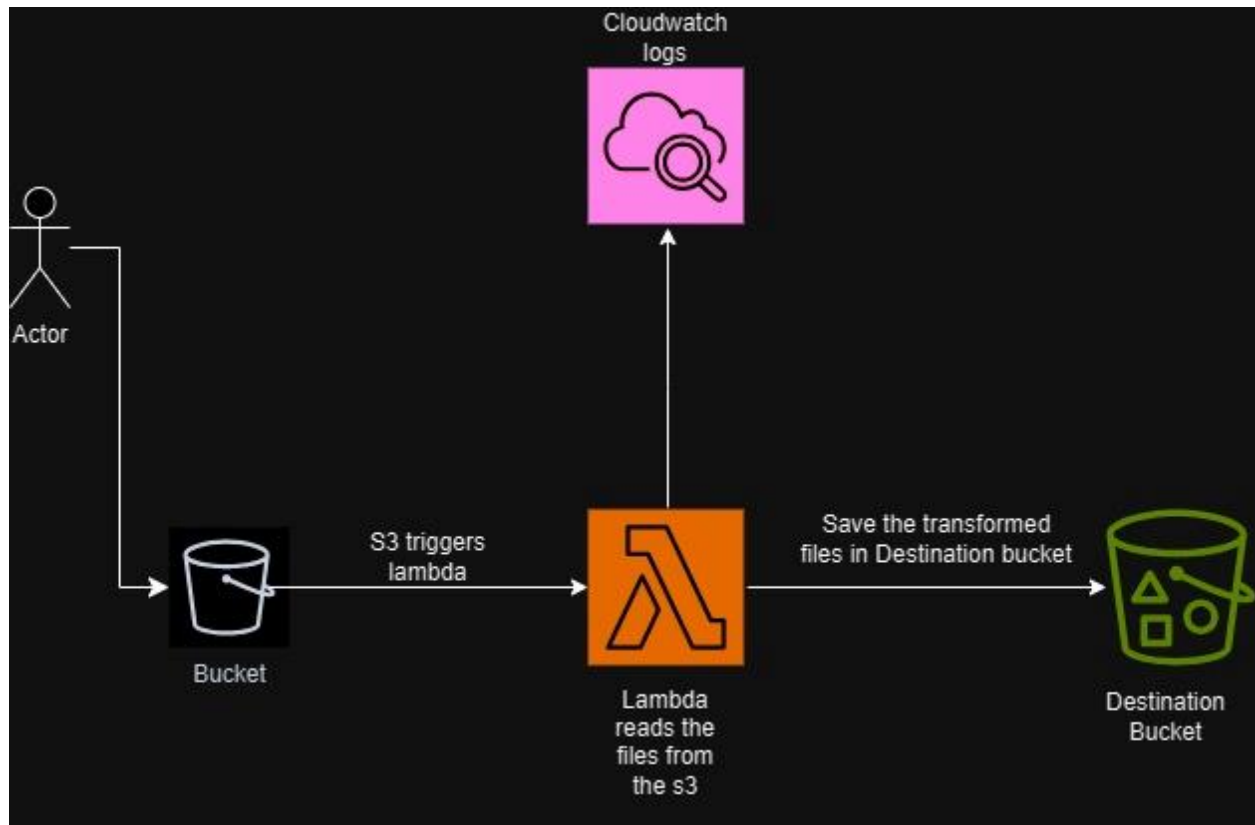 Cloudwatch
logs
Actor
S3 triggers
lambda
Save the transformed
files in Destination bucket
Bucket
Lambda
reads the
files from
the s3
Destination
Bucket